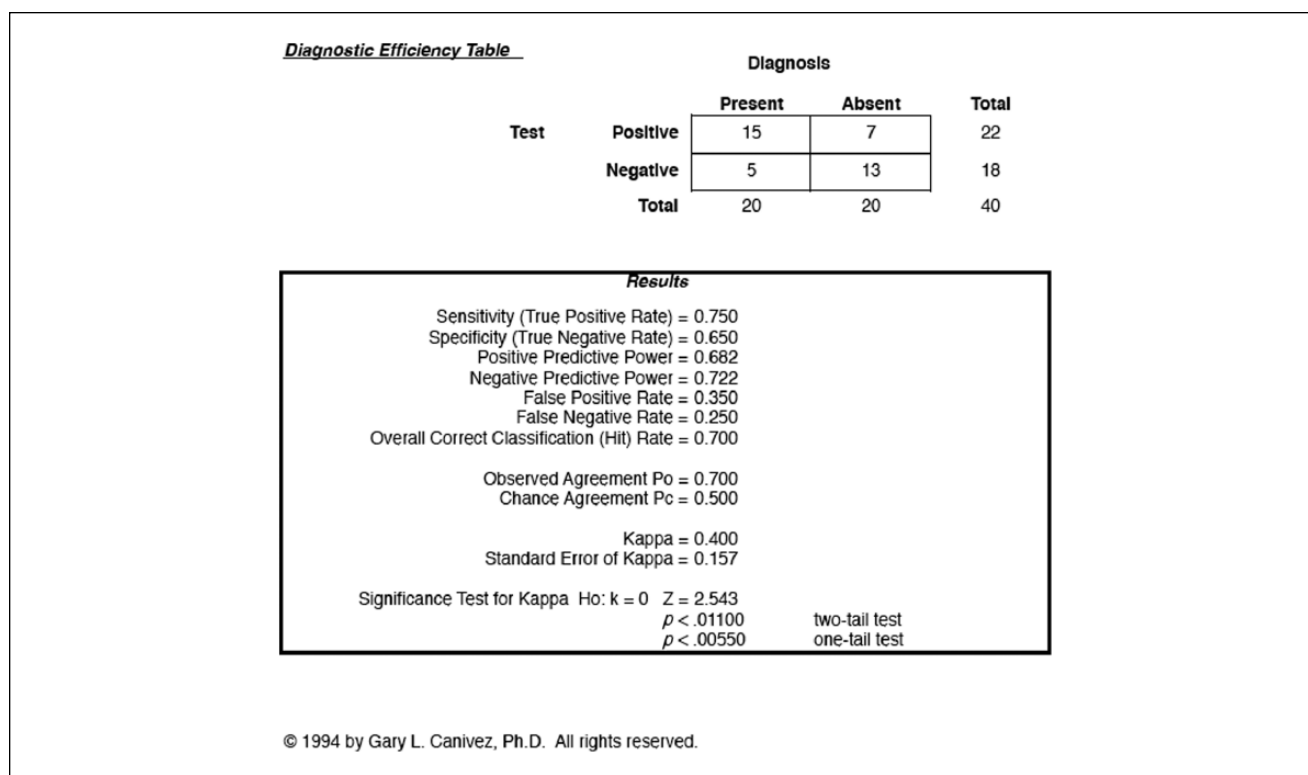 Diagnostic Efficiency Table
Diagnosis
Present Absent Total
Test Positive 15 7 22
Negative 5 13 18
Total 20 20 40
Results
Sensitivity (True Positive Rate) = 0.750
Specificity (True Negative Rate) = 0.650
Positive Predictive Power = 0.682
Negative Predictive Power = 0.722
False Positive Rate = 0.350
False Negative Rate = 0.250
Overall Correct Classification (Hit) Rate = 0.700
Observed Agreement Po = 0.700
Chance Agreement Pc = 0.500
Kappa = 0.400
Standard Error of Kappa = 0.157
Significance Test for Kappa Ho: k = 0 Z = 2.543
p < .01100 two-tail test
p < .00550 one-tail test
© 1994 by Gary L. Canivez, Ph.D. All rights reserved.